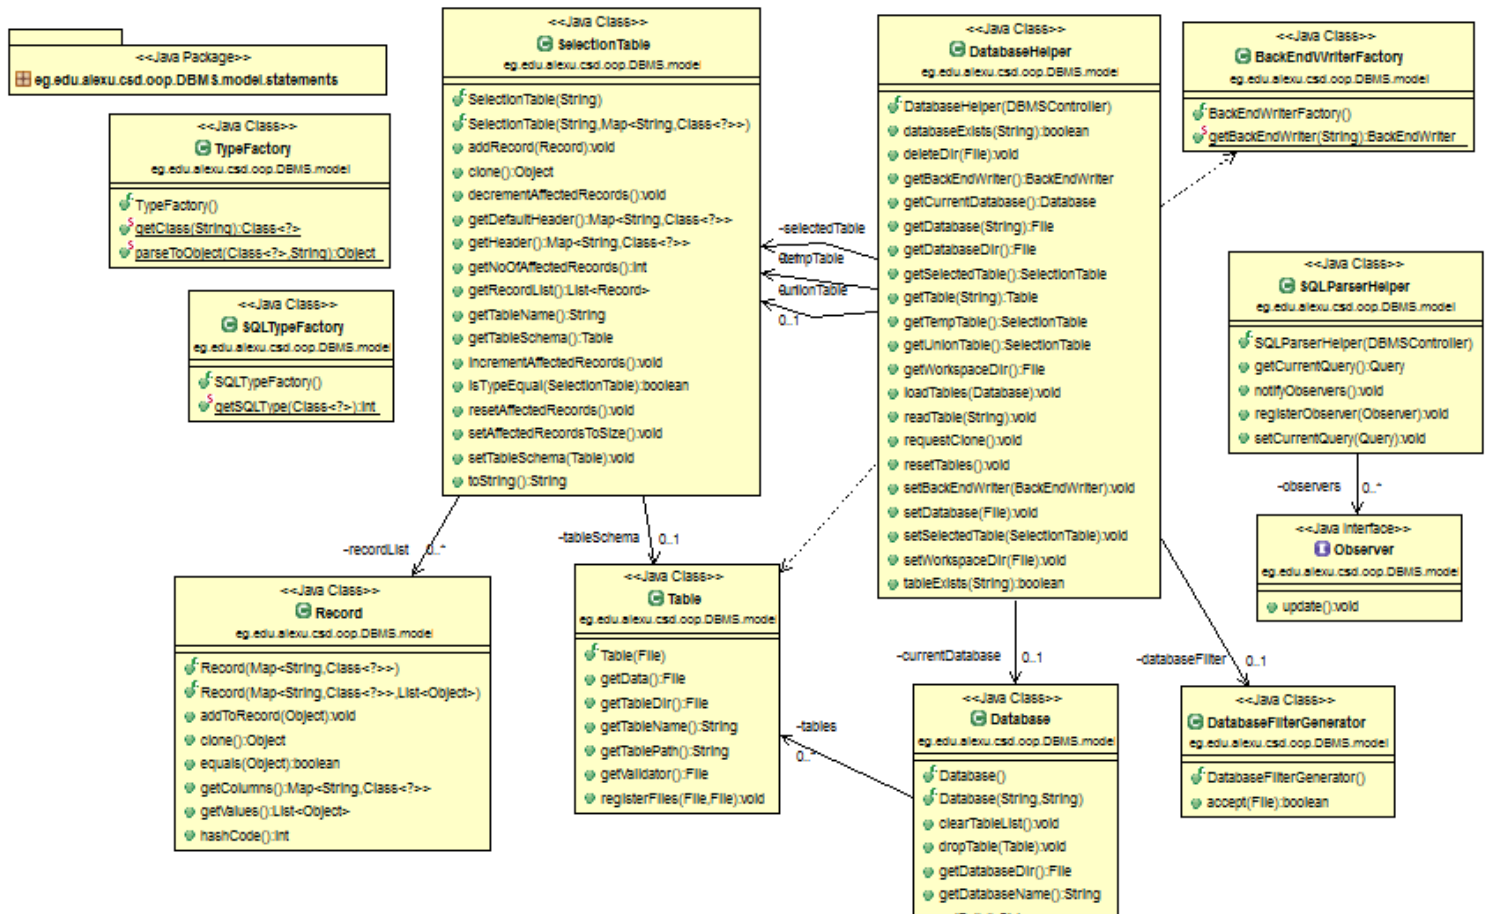 <<Java Package>>
eg.edu.alexu.csd.oop.DBMS.model.statements
<<Java Class>>
TypeFactory
eg.edu.alexu.csd.oop.DBMS.model
TypeFactory()
getClass(String):Class<?>
parseToObject(Class<?>,String):Object
<<Java Class>>
SQLTypeFactory
eg.edu.alexu.csd.oop.DBMS.model
SQLTypeFactory()
getSQLType(Class<?>):int
<<Java Class>>
SelectionTable
eg.edu.alexu.csd.oop.DBMS.model
SelectionTable(String)
SelectionTable(String,Map<String,Class<?>>)
addRecord(Record):void
clone():Object
decrementAffectedRecords():void
getDefaultHeader():Map<String,Class<?>>
getHeader():Map<String,Class<?>>
getNoOfAffectedRecords():int
getRecordList():List<Record>
getTableName():String
getTableSchema():Table
incrementAffectedRecords():void
isTypeEqual(SelectionTable):boolean
resetAffectedRecords():void
setAffectedRecordsToSize():void
setTableSchema(Table):void
toString():String
-selectedTable
-tempTable
-unionTable
0..1
<<Java Class>>
DatabaseHelper
eg.edu.alexu.csd.oop.DBMS.model
DatabaseHelper(DBMSController)
databaseExists(String):boolean
deleteDir(File):void
getBackEndWriter():BackEndWriter
getCurrentDatabase():Database
getDatabase(String):File
getDatabaseDir():File
getSelectedTable():SelectionTable
getTable(String):Table
getTempTable():SelectionTable
getUnionTable():SelectionTable
getWorkspaceDir():File
loadTables(Database):void
readTable(String):void
requestClone():void
resetTables():void
setBackEndWriter(BackEndWriter):void
setDatabase(File):void
setSelectedTable(SelectionTable):void
setWorkspaceDir(File):void
tableExists(String):boolean
<<Java Class>>
BackEndWriterFactory
eg.edu.alexu.csd.oop.DBMS.model
BackEndWriterFactory()
getBackEndWriter(String):BackEndWriter
<<Java Class>>
SQLParserHelper
eg.edu.alexu.csd.oop.DBMS.model
SQLParserHelper(DBMSController)
getCurrentQuery():Query
notifyObservers():void
registerObserver(Observer):void
setCurrentQuery(Query):void
-observers
0..*
<<Java Interface>>
Observer
eg.edu.alexu.csd.oop.DBMS.model
update():void
-recordList
0..*
-tableSchema
0..1
<<Java Class>>
Record
eg.edu.alexu.csd.oop.DBMS.model
Record(Map<String,Class<?>>)
Record(Map<String,Class<?>>,List<Object>)
addToRecord(Object):void
clone():Object
equals(Object):boolean
getColumns():Map<String,Class<?>>
getValues():List<Object>
hashCode():int
<<Java Class>>
Table
eg.edu.alexu.csd.oop.DBMS.model
Table(File)
getData():File
getTableDir():File
getTableName():String
getTablePath():String
getValidator():File
registerFiles(File,File):void
-tables
0..*
-currentDatabase
0..1
<<Java Class>>
Database
eg.edu.alexu.csd.oop.DBMS.model
Database()
Database(String,String)
clearTableList():void
dropTable(Table):void
getDatabaseDir():File
getDatabaseName():String
-databaseFilter
0..1
<<Java Class>>
DatabaseFilterGenerator
eg.edu.alexu.csd.oop.DBMS.model
DatabaseFilterGenerator()
accept(File):boolean